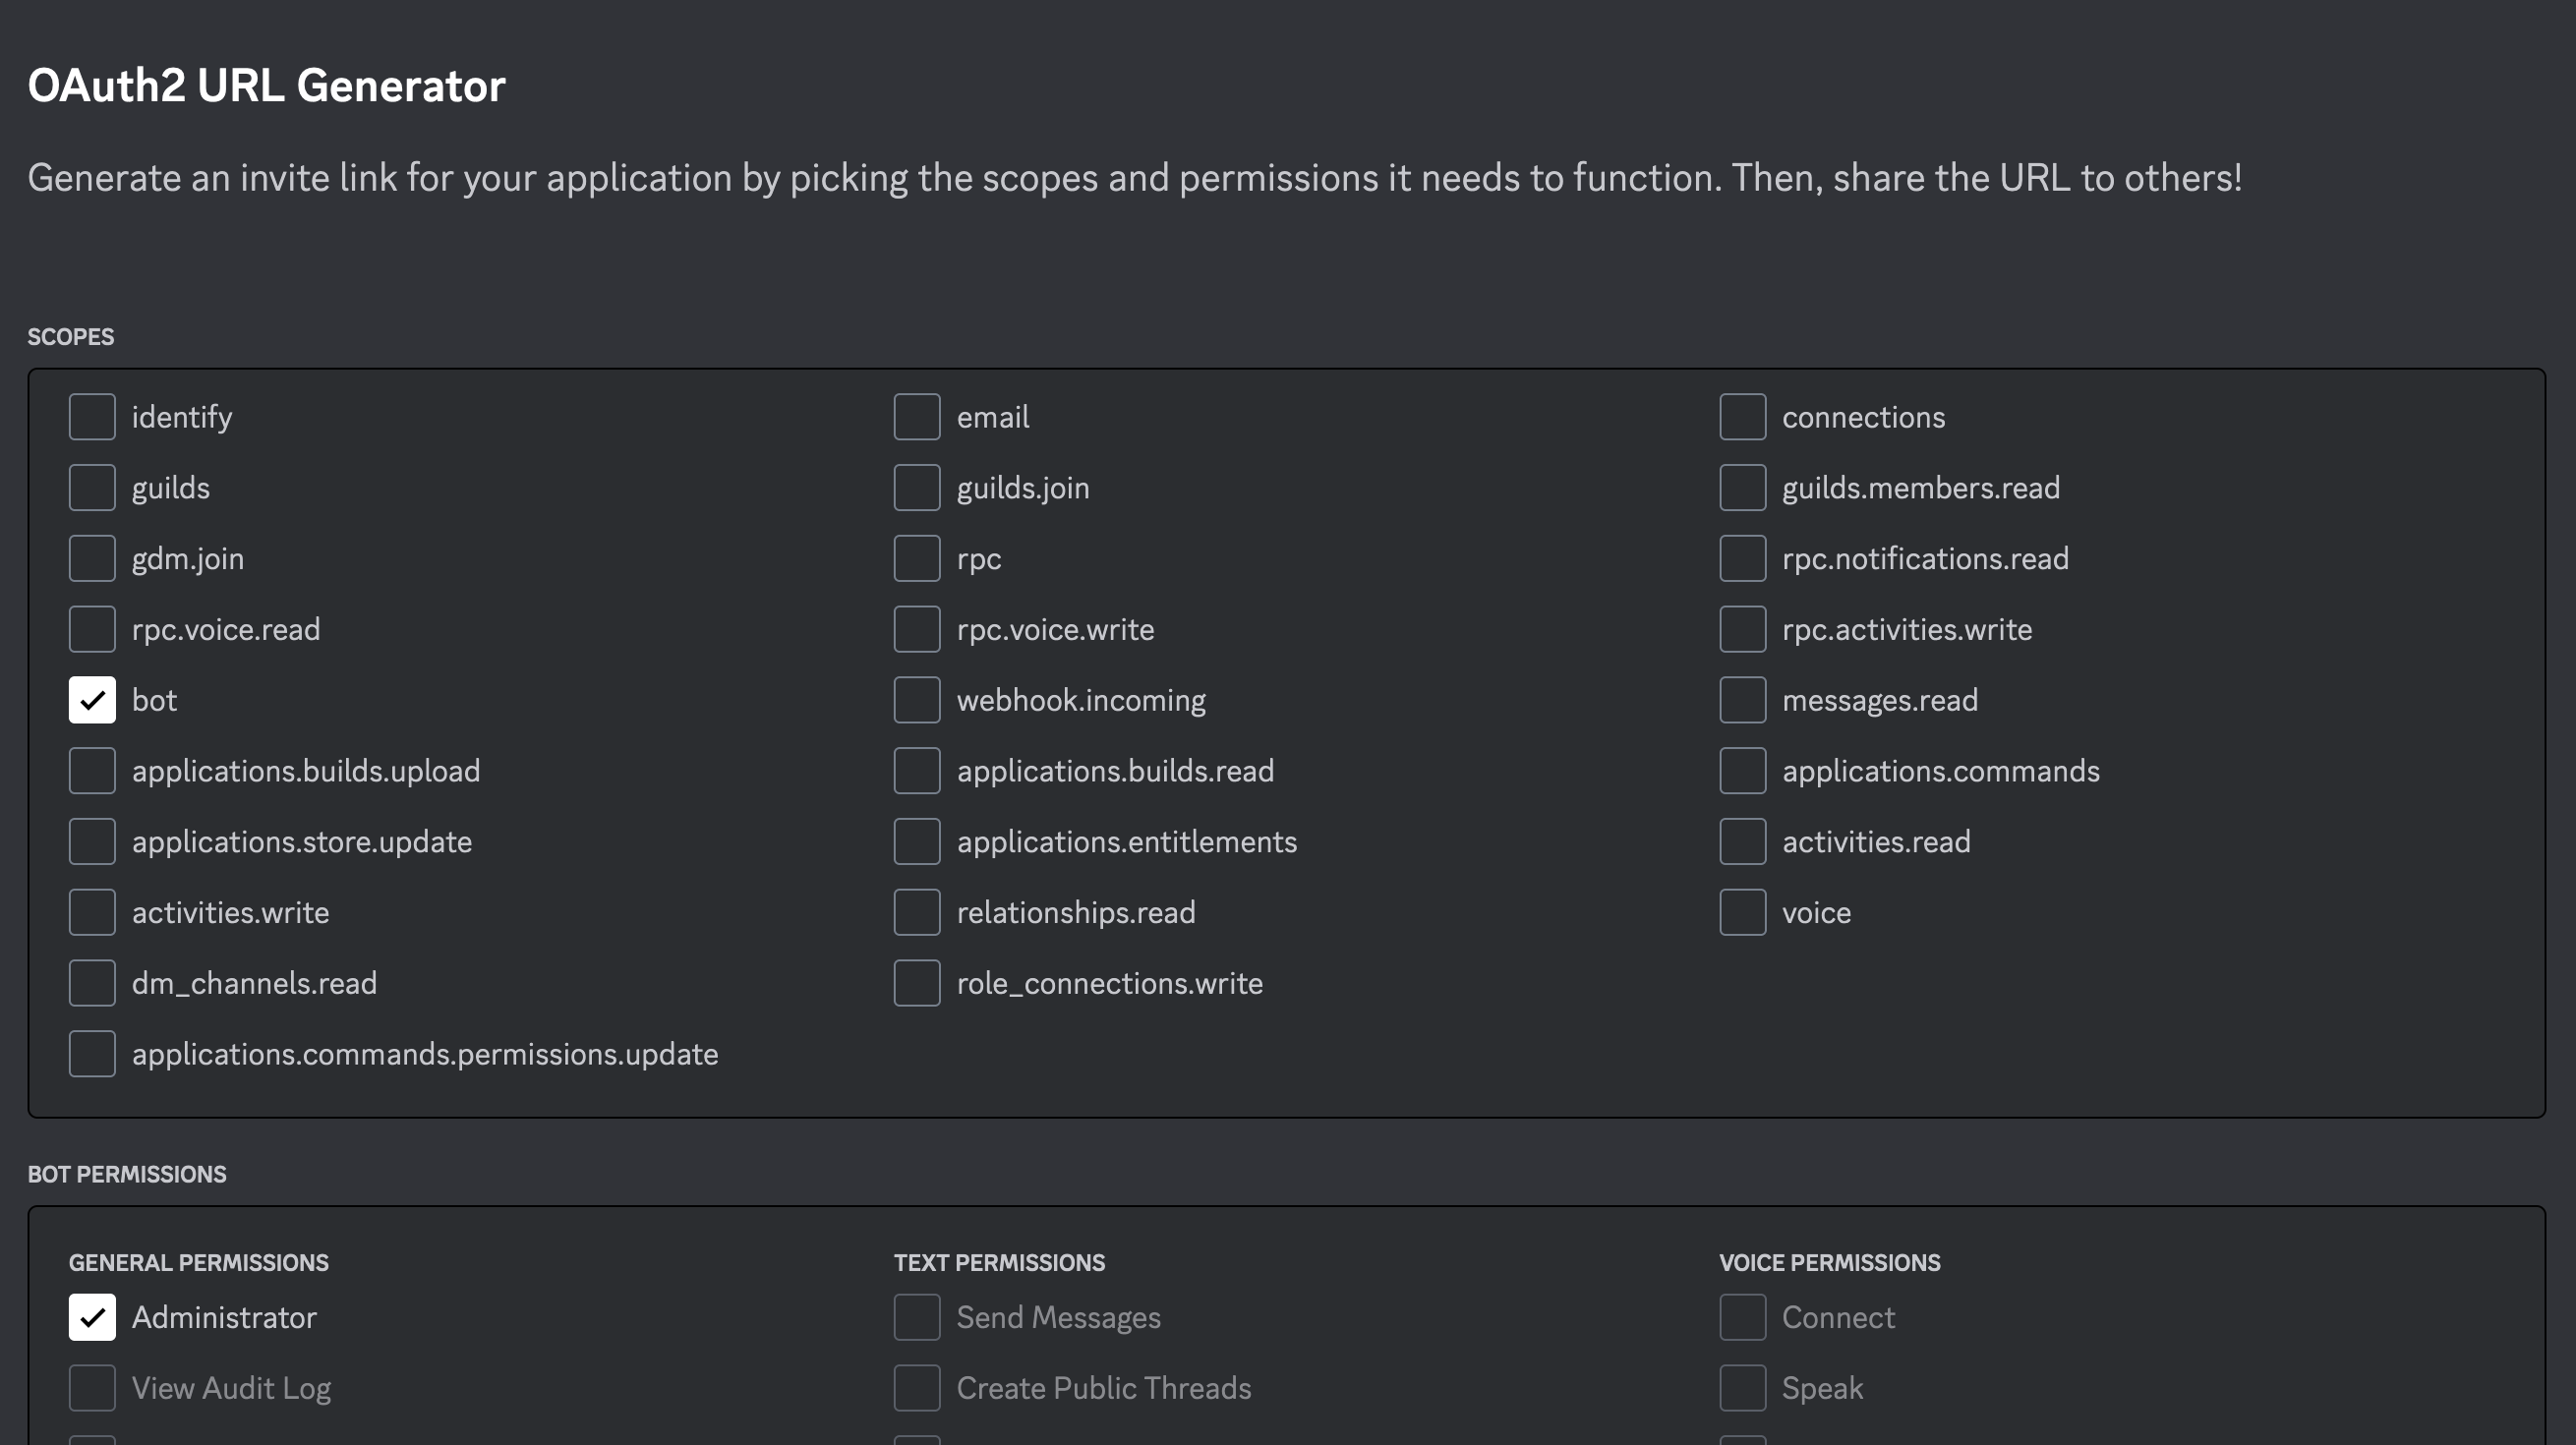 OAuth2 URL Generator
Generate an invite link for your application by picking the scopes and permissions it needs to function. Then, share the URL to others!
SCOPES
identify
email
connections
guilds
guilds.join
guilds.members.read
gdm.join
rpc
rpc.notifications.read
rpc.voice.read
rpc.voice.write
rpc.activities.write
bot
webhook.incoming
messages.read
applications.builds.upload
applications.builds.read
applications.commands
applications.store.update
applications.entitlements
activities.read
activities.write
relationships.read
voice
dm_channels.read
role_connections.write
applications.commands.permissions.update
BOT PERMISSIONS
GENERAL PERMISSIONS
TEXT PERMISSIONS
VOICE PERMISSIONS
Administrator
Send Messages
Connect
View Audit Log
Create Public Threads
Speak